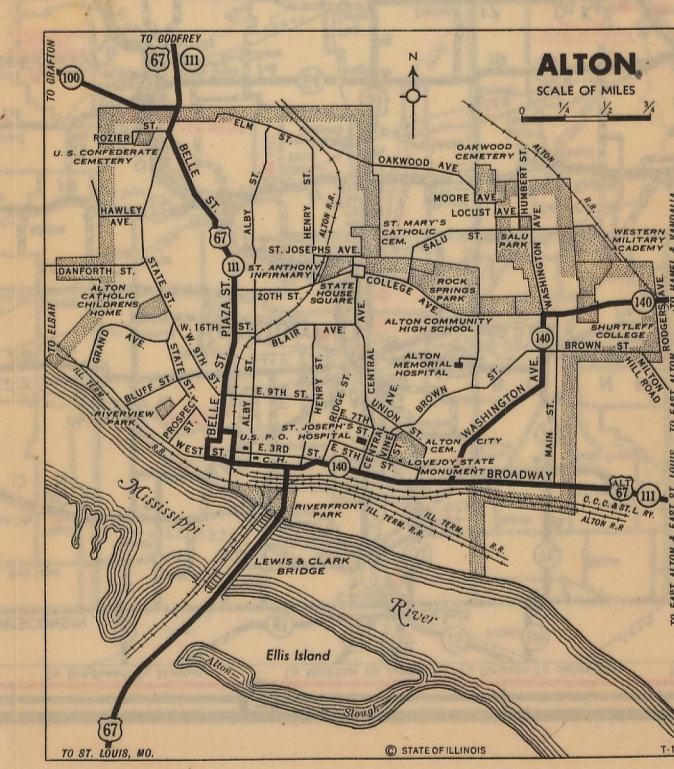 TO GODFREY
67
111
TO GRAFTON
100
N
ALTON
SCALE OF MILES
0 1/4 1/2 3/4
ROZIER ST.
U.S. CONFEDERATE
CEMETERY
ELM ST.
BELLE ST.
OAKWOOD AVE.
OAKWOOD
CEMETERY
ALTON R.R.
HUMBERT ST.
MOORE AVE.
LOCUST AVE.
HAWLEY
AVE.
ALBY ST.
HENRY ST.
ALTON R.R.
ST. MARY'S
CATHOLIC
CEM.
SALU ST.
SALU
PARK
WASHINGTON AVE.
WESTERN
MILITARY
ACADEMY
67
111
ST. JOSEPHS AVE.
DANFORTH ST.
ST. ANTHONY
INFIRMARY
STATE
HOUSE
SQUARE
COLLEGE AVE.
ROCK
SPRINGS
PARK
ALTON
CATHOLIC
CHILDRENS
HOME
STATE ST.
PIAZA ST.
20TH ST.
140
RODGERS AVE.
TO ELSAH
W. 16TH ST.
BLAIR AVE.
ALTON COMMUNITY
HIGH SCHOOL
SHURTLEFF
COLLEGE
140
BROWN ST.
MILTON
HILL ROAD
GRAND AVE.
W. 9TH ST.
STATE ST.
CENTRAL AVE.
ALTON
MEMORIAL
HOSPITAL
BROWN ST.
WASHINGTON AVE.
ILL. TERM. R.R.
BLUFF ST.
E. 9TH ST.
HENRY ST.
RIDGE ST.
AVE.
RIVERVIEW
PARK
PROSPECT ST.
BELLE ST.
ALBY ST.
E. 7TH ST.
UNION ST.
MAIN ST.
ST. JOSEPH'S
HOSPITAL
U.S. P.O.
CENTRAL
VINE ST.
ALTON CITY
CEM.
WEST ST.
E. 3RD ST.
E. 5TH
C.H.
140
LOVEJOY STATE
MONUMENT
BROADWAY
ALT
67
111
C.C.C. & ST. L. RY.
ALTON R.R
Mississippi
RIVERFRONT
PARK
ILL. TERM. R.R.
ILL. TERM. R.R.
LEWIS & CLARK
BRIDGE
River
Ellis Island
Alton
Slough
67
TO ST. LOUIS, MO.
© STATE OF ILLINOIS